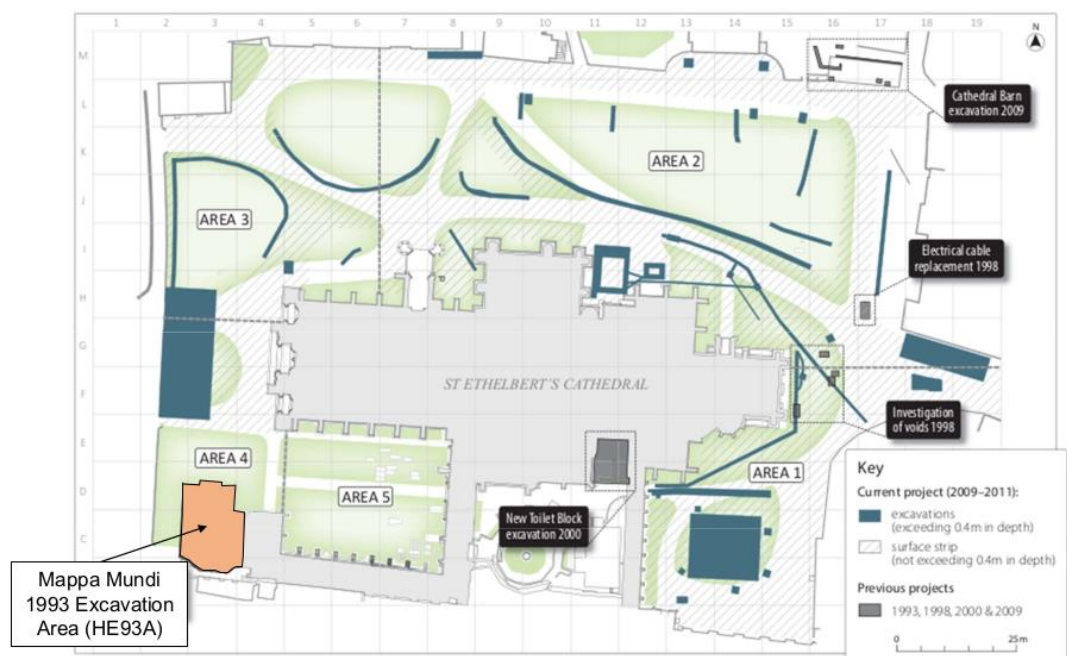 1 2 3 4 5 6 7 8 9 10 11 12 13 14 15 16 17 18 19
N
M
L
K
J
I
H
G
F
E
D
C
Cathedral Barn
excavation 2009
AREA 2
AREA 3
Electrical cable
replacement 1998
ST ETHELBERT'S CATHEDRAL
Investigation
of voids 1998
AREA 4
AREA 5
AREA 1
New Toilet Block
excavation 2000
Mappa Mundi
1993 Excavation
Area (HE93A)
Key
Current project (2009–2011):
excavations
(exceeding 0.4m in depth)
surface strip
(not exceeding 0.4m in depth)
Previous projects
1993, 1998, 2000 & 2009
0 25m